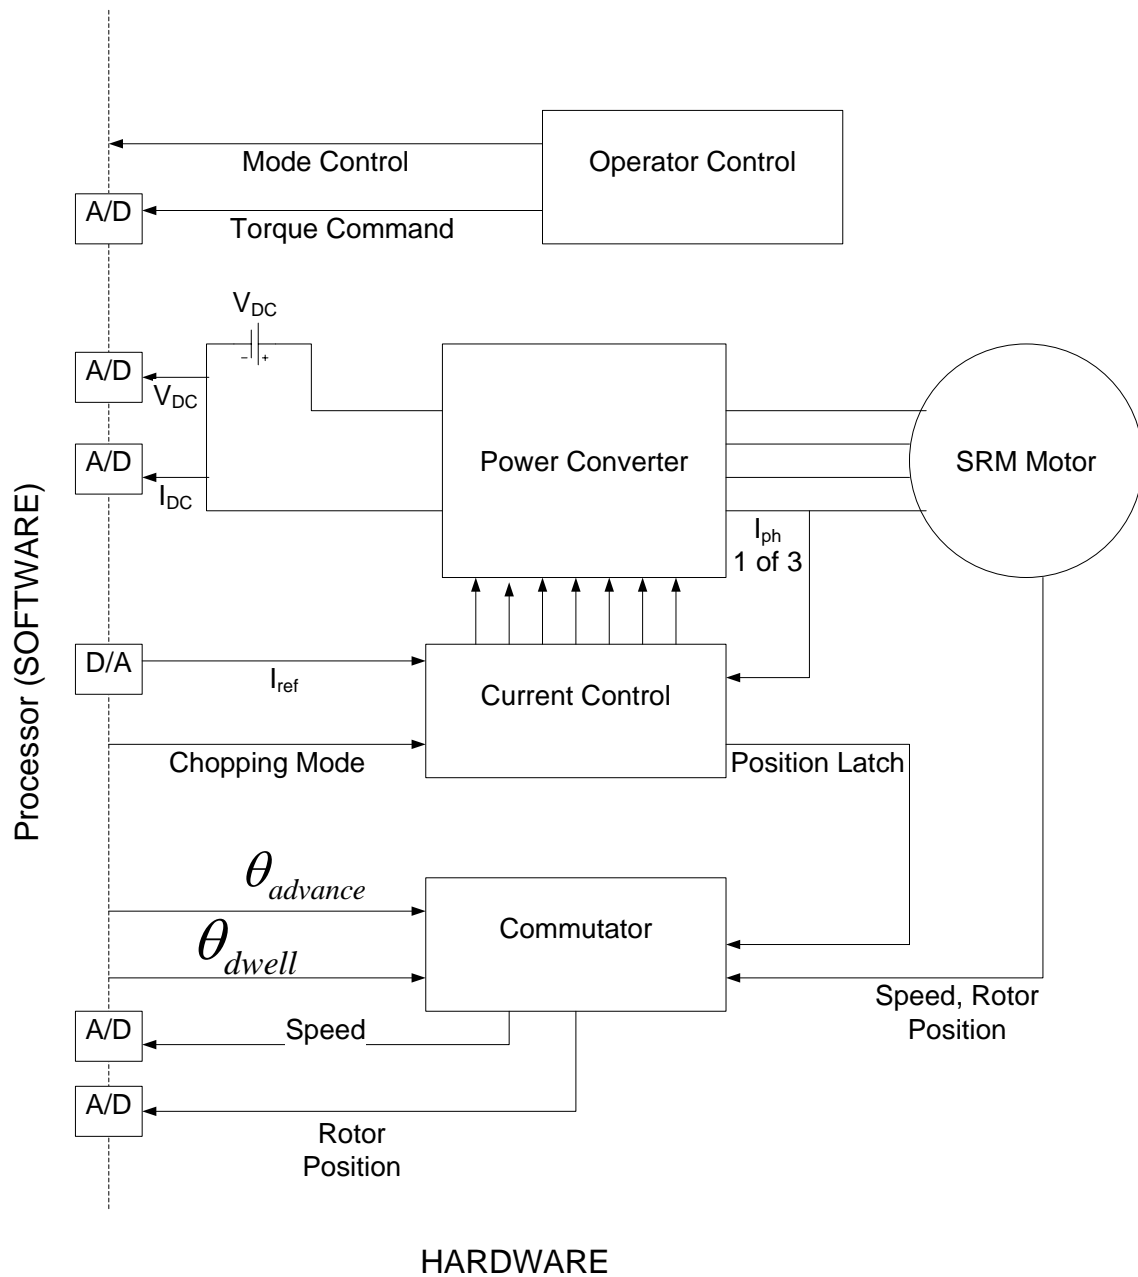 Mode Control
Operator Control
A/D
Torque Command
V_DC
- +
A/D
V_DC
A/D
I_DC
Power Converter
SRM Motor
I_ph
1 of 3
Processor (SOFTWARE)
D/A
I_ref
Current Control
Chopping Mode
Position Latch
θ_advance
Commutator
θ_dwell
Speed, Rotor
Position
A/D
Speed
A/D
Rotor
Position
HARDWARE